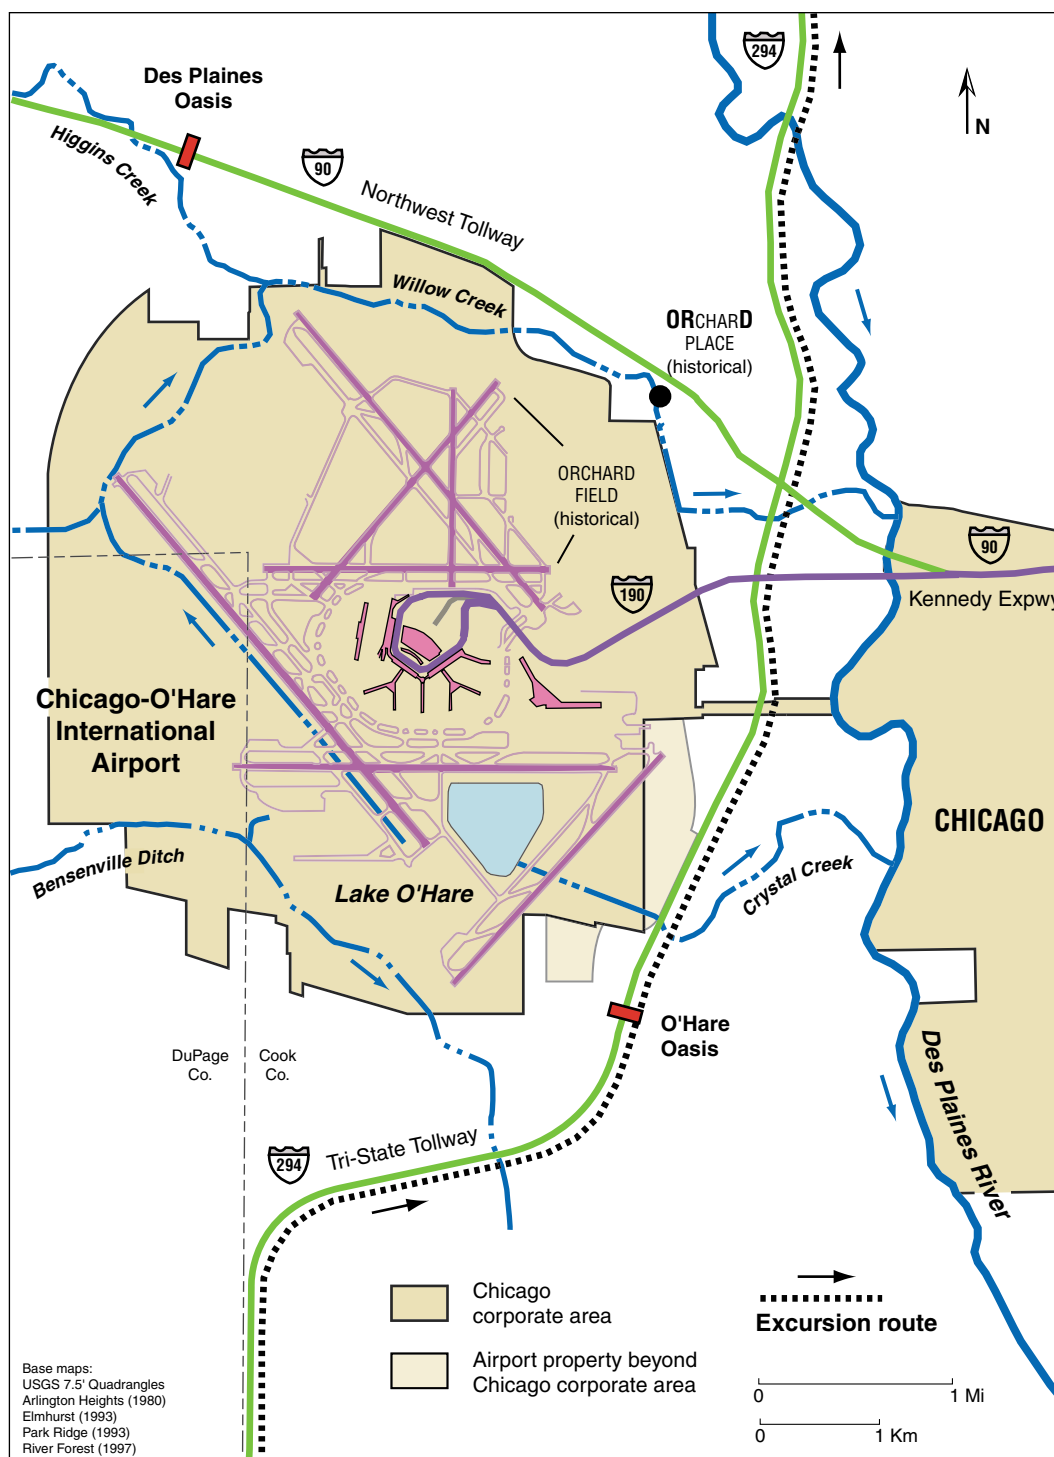 294
Des Plaines
Oasis
N
Higgins Creek
90
Northwest Tollway
Willow Creek
ORCHARD
PLACE
(historical)
ORCHARD
FIELD
(historical)
90
190
Kennedy Expwy
Chicago-O'Hare
International
Airport
CHICAGO
Bensenville Ditch
Lake O'Hare
Crystal Creek
O'Hare
Oasis
DuPage
Co.
Cook
Co.
Des Plaines River
294
Tri-State Tollway
Chicago
corporate area
Excursion route
Airport property beyond
Chicago corporate area
0 1 Mi
0 1 Km
Base maps:
USGS 7.5' Quadrangles
Arlington Heights (1980)
Elmhurst (1993)
Park Ridge (1993)
River Forest (1997)